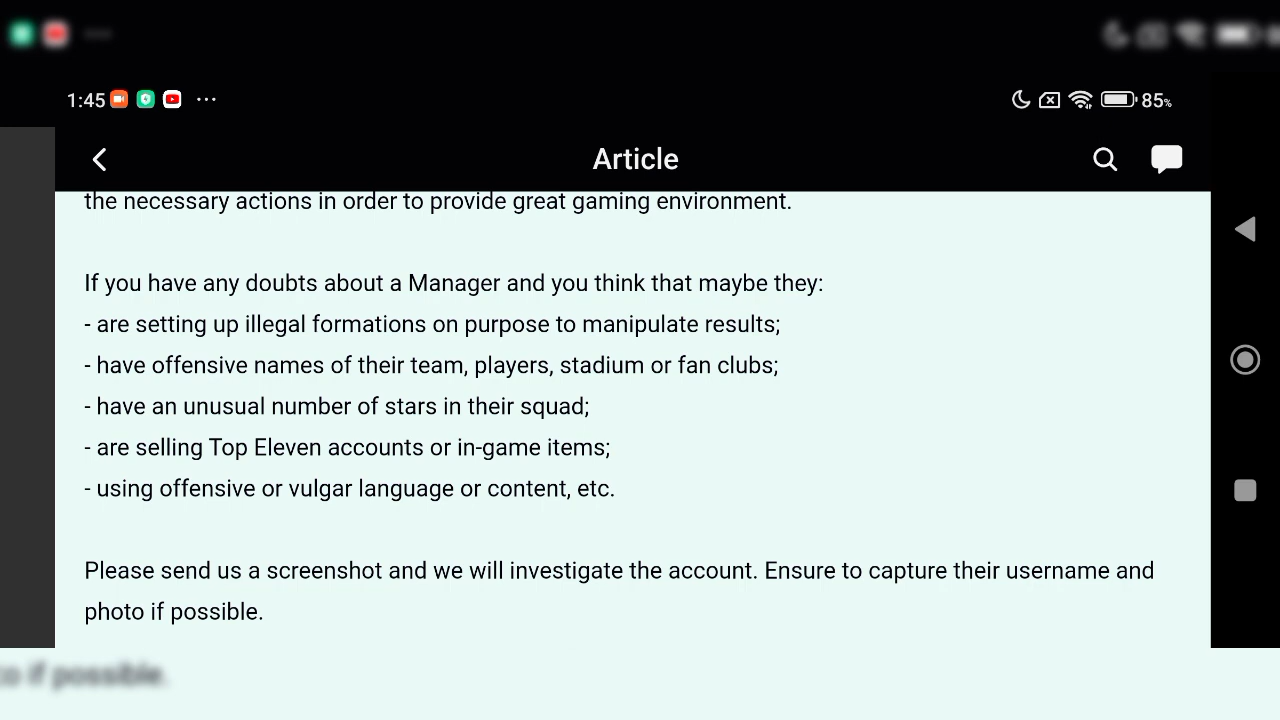 1:45 85%
Article
the necessary actions in order to provide great gaming environment.
If you have any doubts about a Manager and you think that maybe they:
- are setting up illegal formations on purpose to manipulate results;
- have offensive names of their team, players, stadium or fan clubs;
- have an unusual number of stars in their squad;
- are selling Top Eleven accounts or in-game items;
- using offensive or vulgar language or content, etc.
Please send us a screenshot and we will investigate the account. Ensure to capture their username and
photo if possible.
if possible.